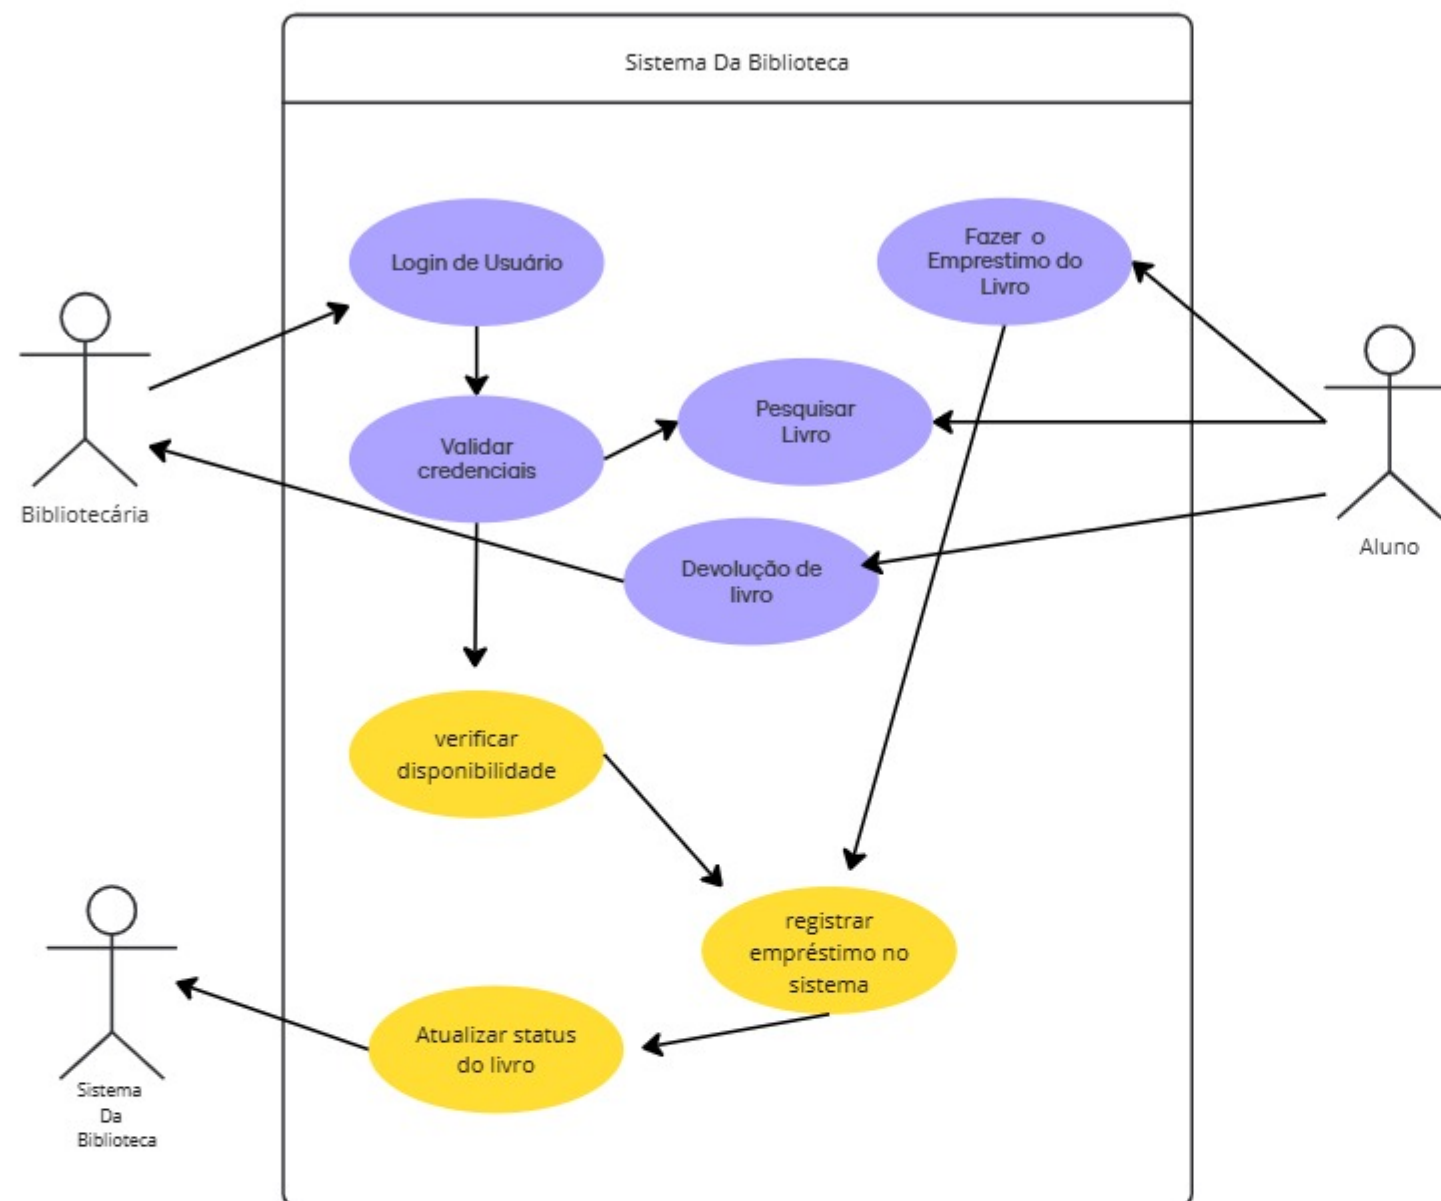 Sistema Da Biblioteca
Login de Usuário
Fazer o
Emprestimo do
Livro
Pesquisar
Livro
Validar
credenciais
Bibliotecária
Aluno
Devolução de
livro
verificar
disponibilidade
registrar
empréstimo no
sistema
Atualizar status
do livro
Sistema
Da
Biblioteca